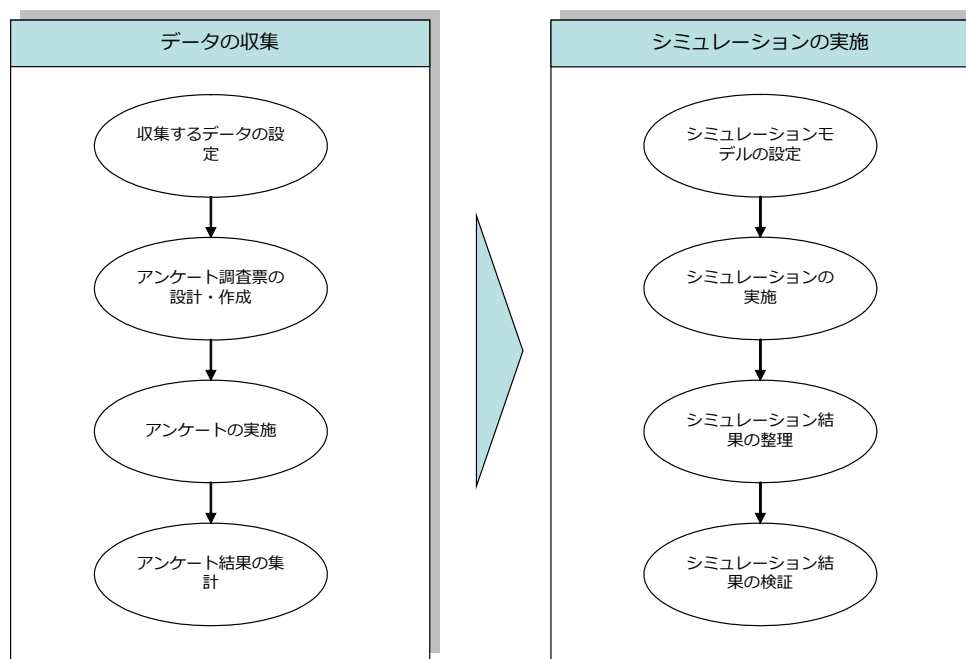 データの収集
収集するデータの設
定
アンケート調査票の
設計・作成
アンケートの実施
アンケート結果の集
計
シミュレーションの実施
シミュレーションモ
デルの設定
シミュレーションの
実施
シミュレーション結
果の整理
シミュレーション結
果の検証